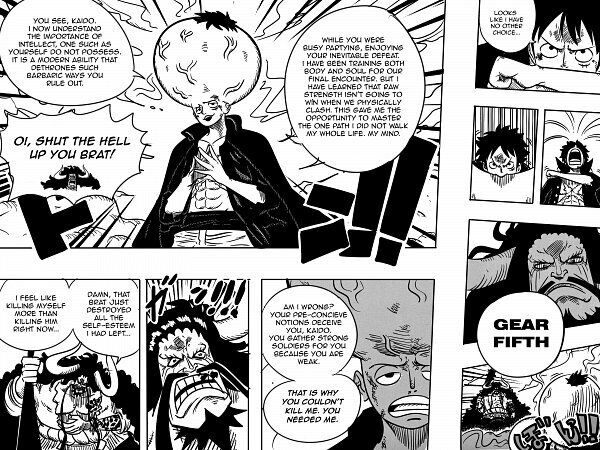 LOOKS
LIKE I
HAVE NO
OTHER
CHOICE...
GEAR
FIFTH
WHILE YOU WERE
BUSY PARTYING, ENJOYING
YOUR INEVITABLE DEFEAT.
I HAVE BEEN TRAINING BOTH
BODY AND SOUL FOR OUR
FINAL ENCOUNTER. BUT I
HAVE LEARNED THAT RAW
STRENGTH ISN'T GOING TO
WIN WHEN WE PHYSICALLY
CLASH. THIS GAVE ME THE
OPPORTUNITY TO MASTER
THE ONE PATH I DID NOT WALK
MY WHOLE LIFE. MY MIND.
YOU SEE, KAIDO.
I NOW UNDERSTAND
THE IMPORTANCE OF
INTELLECT, ONE SUCH AS
YOURSELF DO NOT POSSESS.
IT IS A MODERN ABILITY THAT
DETHRONES SUCH
BARBARIC WAYS YOU
RULE OUT.
OI, SHUT THE HELL
UP YOU BRAT!
AM I WRONG?
YOUR PRE-CONCIEVE
NOTIONS DECEIVE
YOU, KAIDO.
YOU GATHER STRONG
SOLDIERS FOR YOU
BECAUSE YOU ARE
WEAK.
THAT IS WHY
YOU COULDN'T
KILL ME. YOU
NEEDED ME.
DAMN, THAT
BRAT JUST
DESTROYED
ALL THE
SELF-ESTEEM
I HAD LEFT...
I FEEL LIKE
KILLING MYSELF
MORE THAN
KILLING HIM
RIGHT NOW...